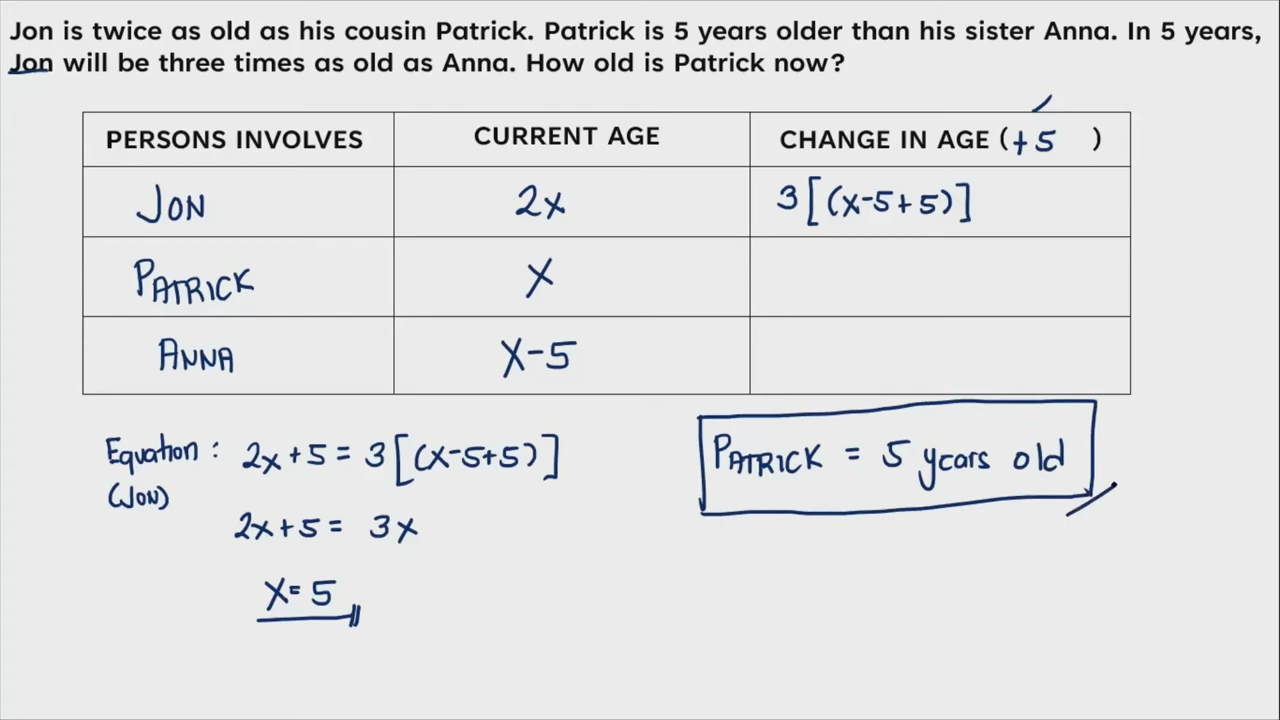 Jon is twice as old as his cousin Patrick. Patrick is 5 years older than his sister Anna. In 5 years,
Jon will be three times as old as Anna. How old is Patrick now?
PERSONS INVOLVES CURRENT AGE CHANGE IN AGE (+5 )
JON 2x 3[(x-5+5)]
PATRICK x
ANNA x-5
Equation: 2x+5 = 3[(x-5+5)]
(JON)
2x+5 = 3x
x = 5
PATRICK = 5 years old